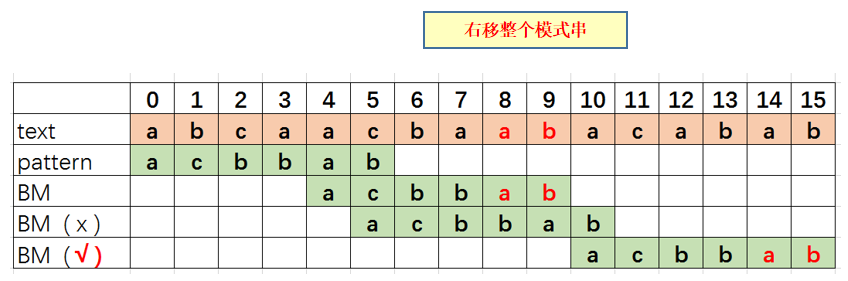 右移整个模式串
0 1 2 3 4 5 6 7 8 9 10 11 12 13 14 15
text a b c a a c b a a b a c a b a b
pattern a c b b a b
BM a c b b a b
BM（x） a c b b a b
BM（√） a c b b a b